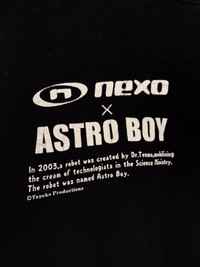 nexo
×
ASTRO BOY
In 2003,a robot was created by Dr.Tenma,mobilizing
the cream of technologists in the Science Ministry.
The robot was named Astro Boy.
©Tezuka Productions